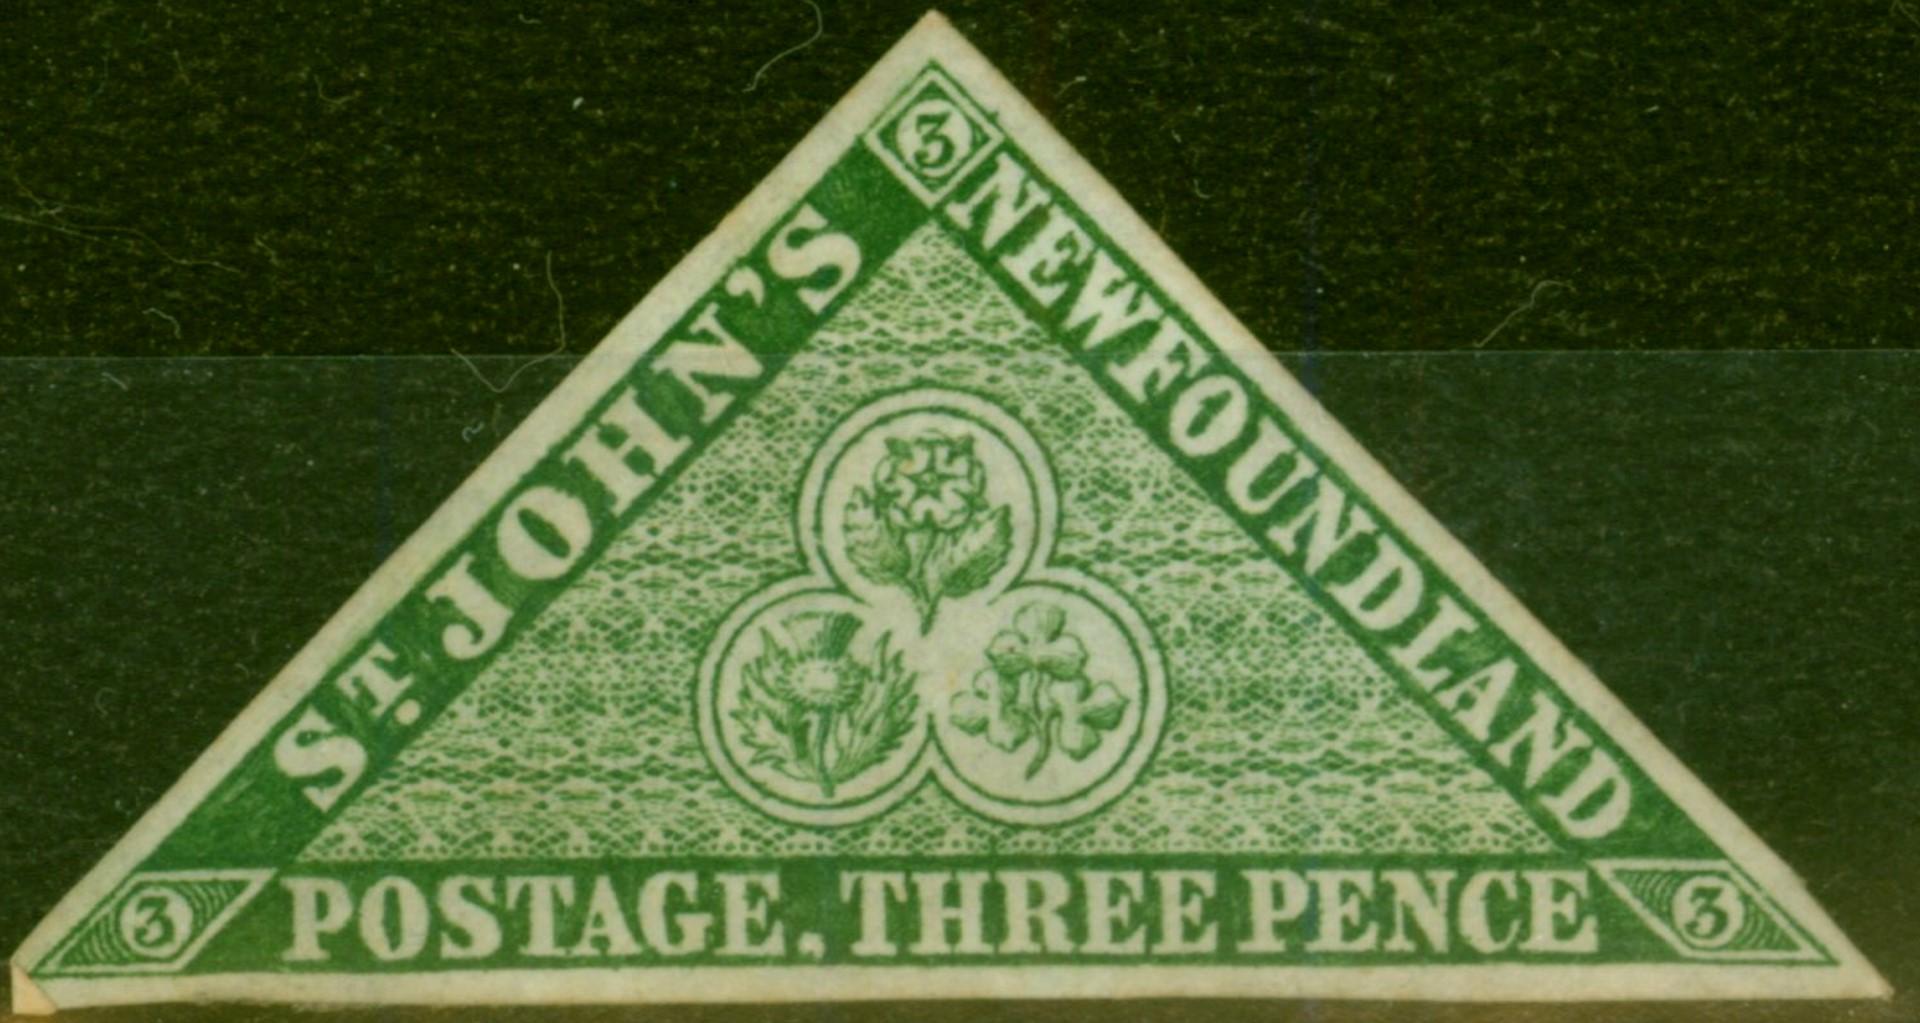 3
ST. JOHN'S
NEWFOUNDLAND
3
POSTAGE, THREE PENCE
3